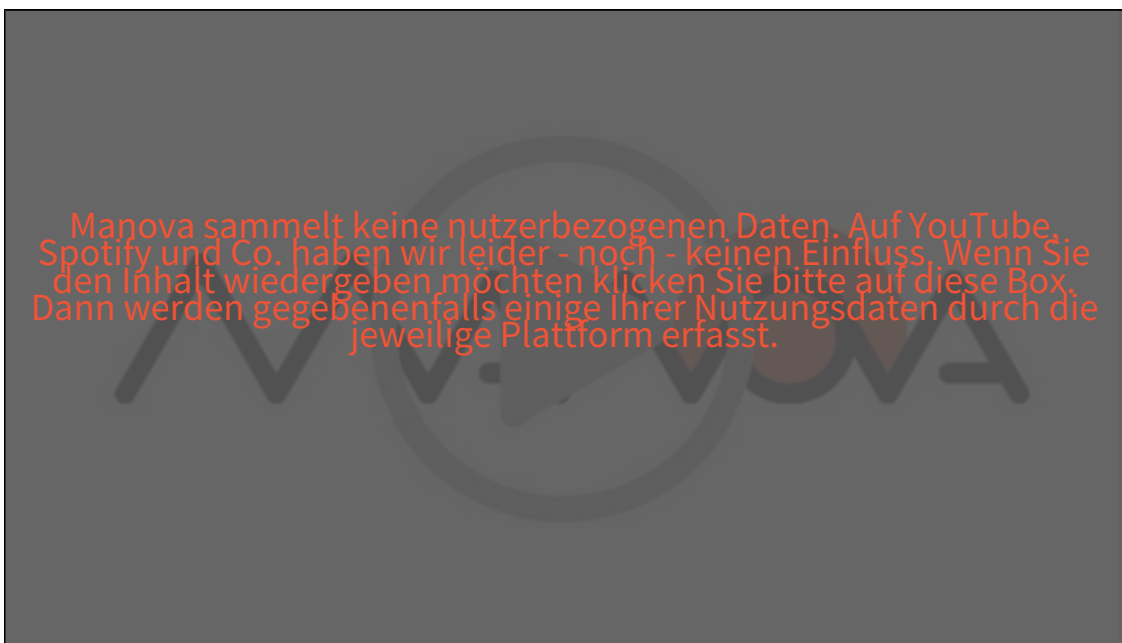 Manova sammelt keine nutzerbezogenen Daten. Auf YouTube,
Spotify und Co. haben wir leider - noch - keinen Einfluss. Wenn Sie
den Inhalt wiedergeben möchten klicken Sie bitte auf diese Box.
Dann werden gegebenenfalls einige Ihrer Nutzungsdaten durch die
jeweilige Plattform erfasst.
MANOVA